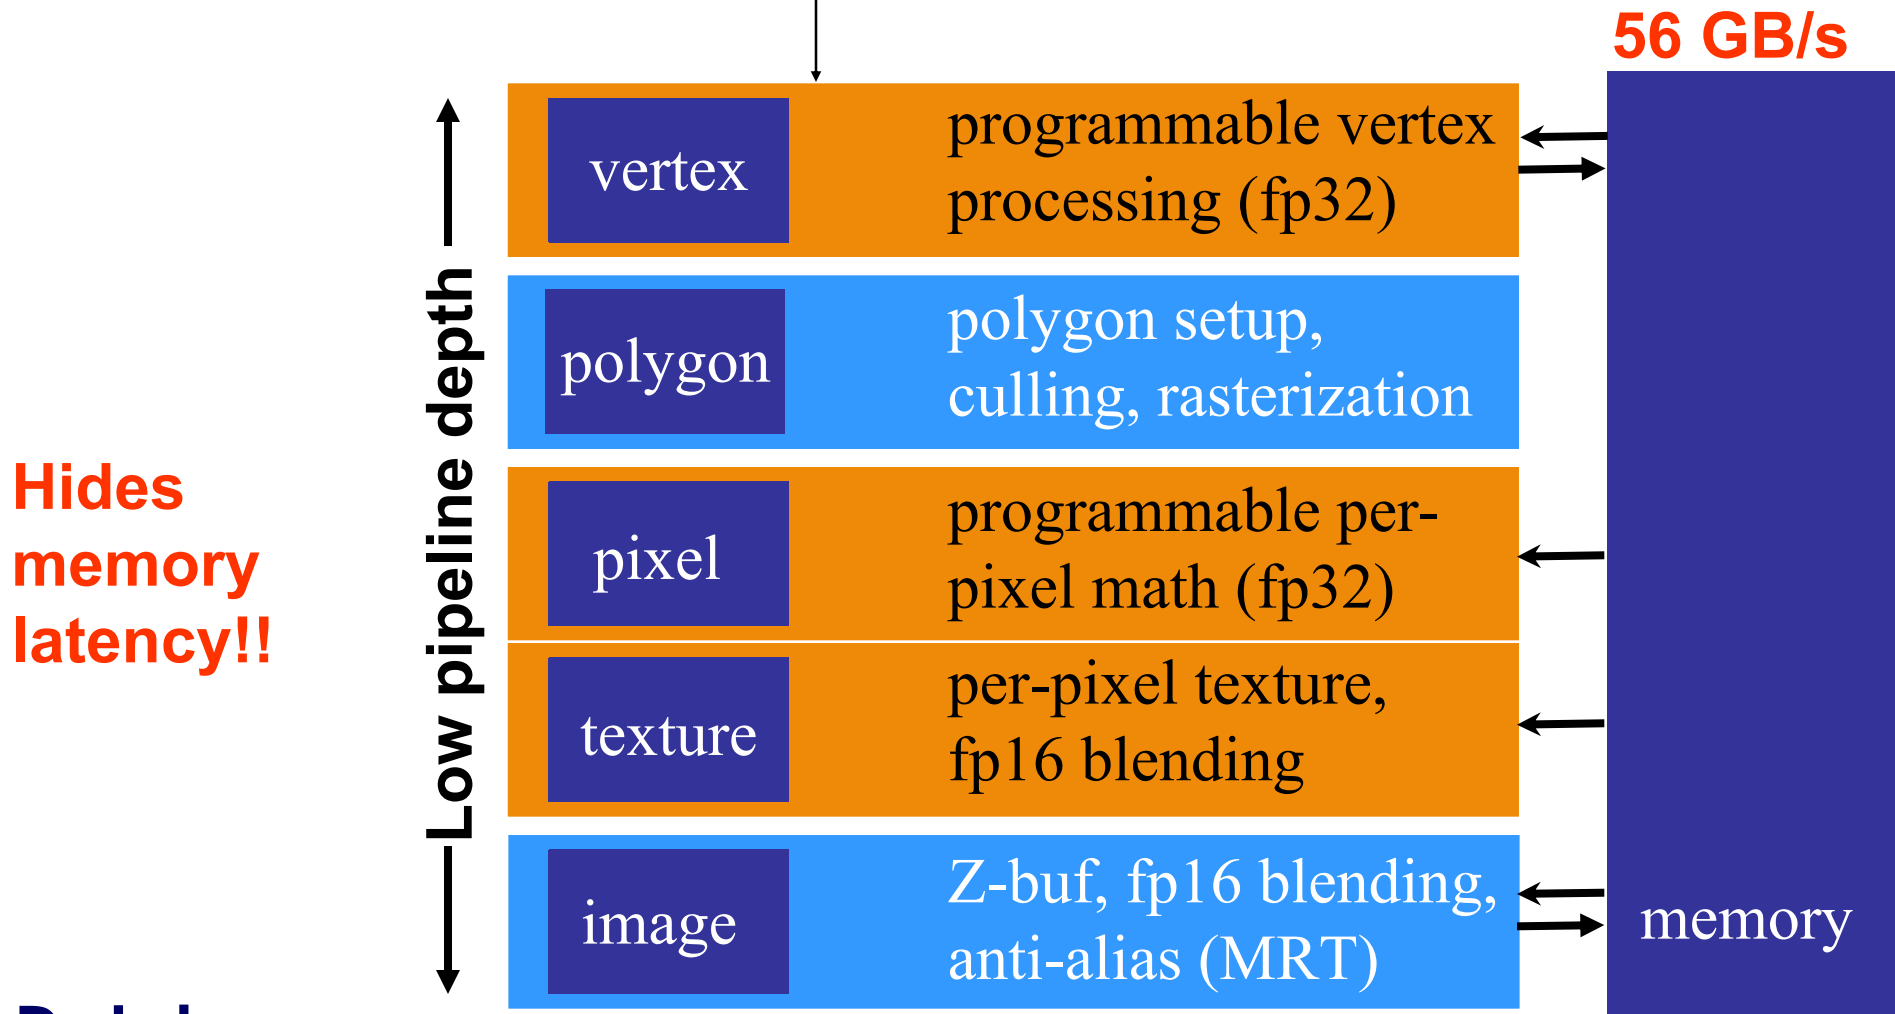 56 GB/s
vertex
programmable vertex
processing (fp32)
polygon
polygon setup,
culling, rasterization
Low pipeline depth
Hides
memory
latency!!
pixel
programmable per-
pixel math (fp32)
texture
per-pixel texture,
fp16 blending
image
Z-buf, fp16 blending,
anti-alias (MRT)
memory